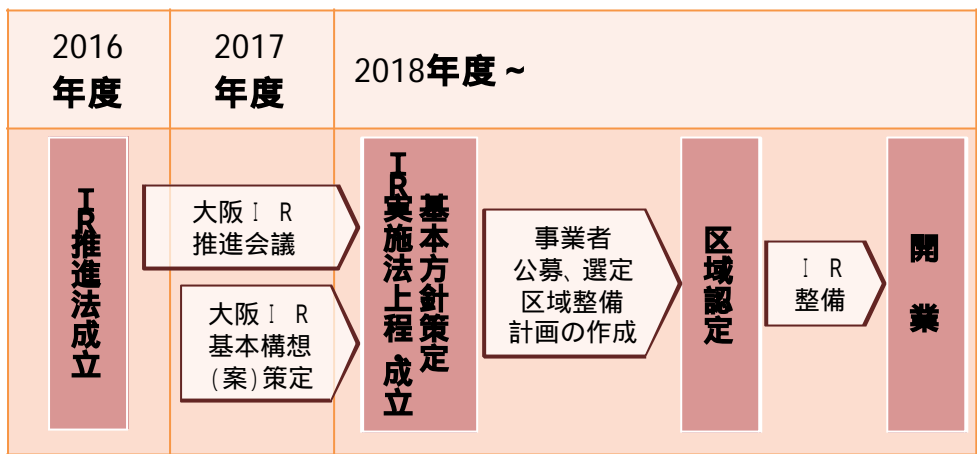 2016
年度
2017
年度
2018年度~
IR推進法成立
大阪IR
推進会議
大阪IR
基本構想
(案)策定
IR実施法上程・成立
基本方針策定
事業者
公募、選定
区域整備
計画の作成
区域認定
IR
整備
開業